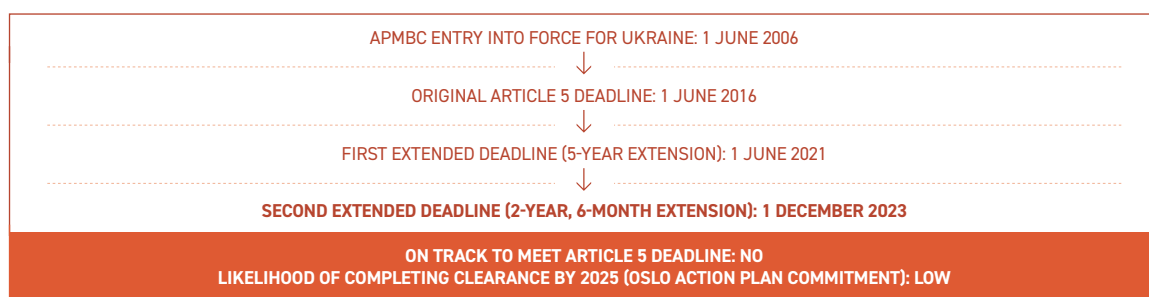 APMBC ENTRY INTO FORCE FOR UKRAINE: 1 JUNE 2006
ORIGINAL ARTICLE 5 DEADLINE: 1 JUNE 2016
FIRST EXTENDED DEADLINE (5-YEAR EXTENSION): 1 JUNE 2021
SECOND EXTENDED DEADLINE (2-YEAR, 6-MONTH EXTENSION): 1 DECEMBER 2023
ON TRACK TO MEET ARTICLE 5 DEADLINE: NO
LIKELIHOOD OF COMPLETING CLEARANCE BY 2025 (OSLO ACTION PLAN COMMITMENT): LOW